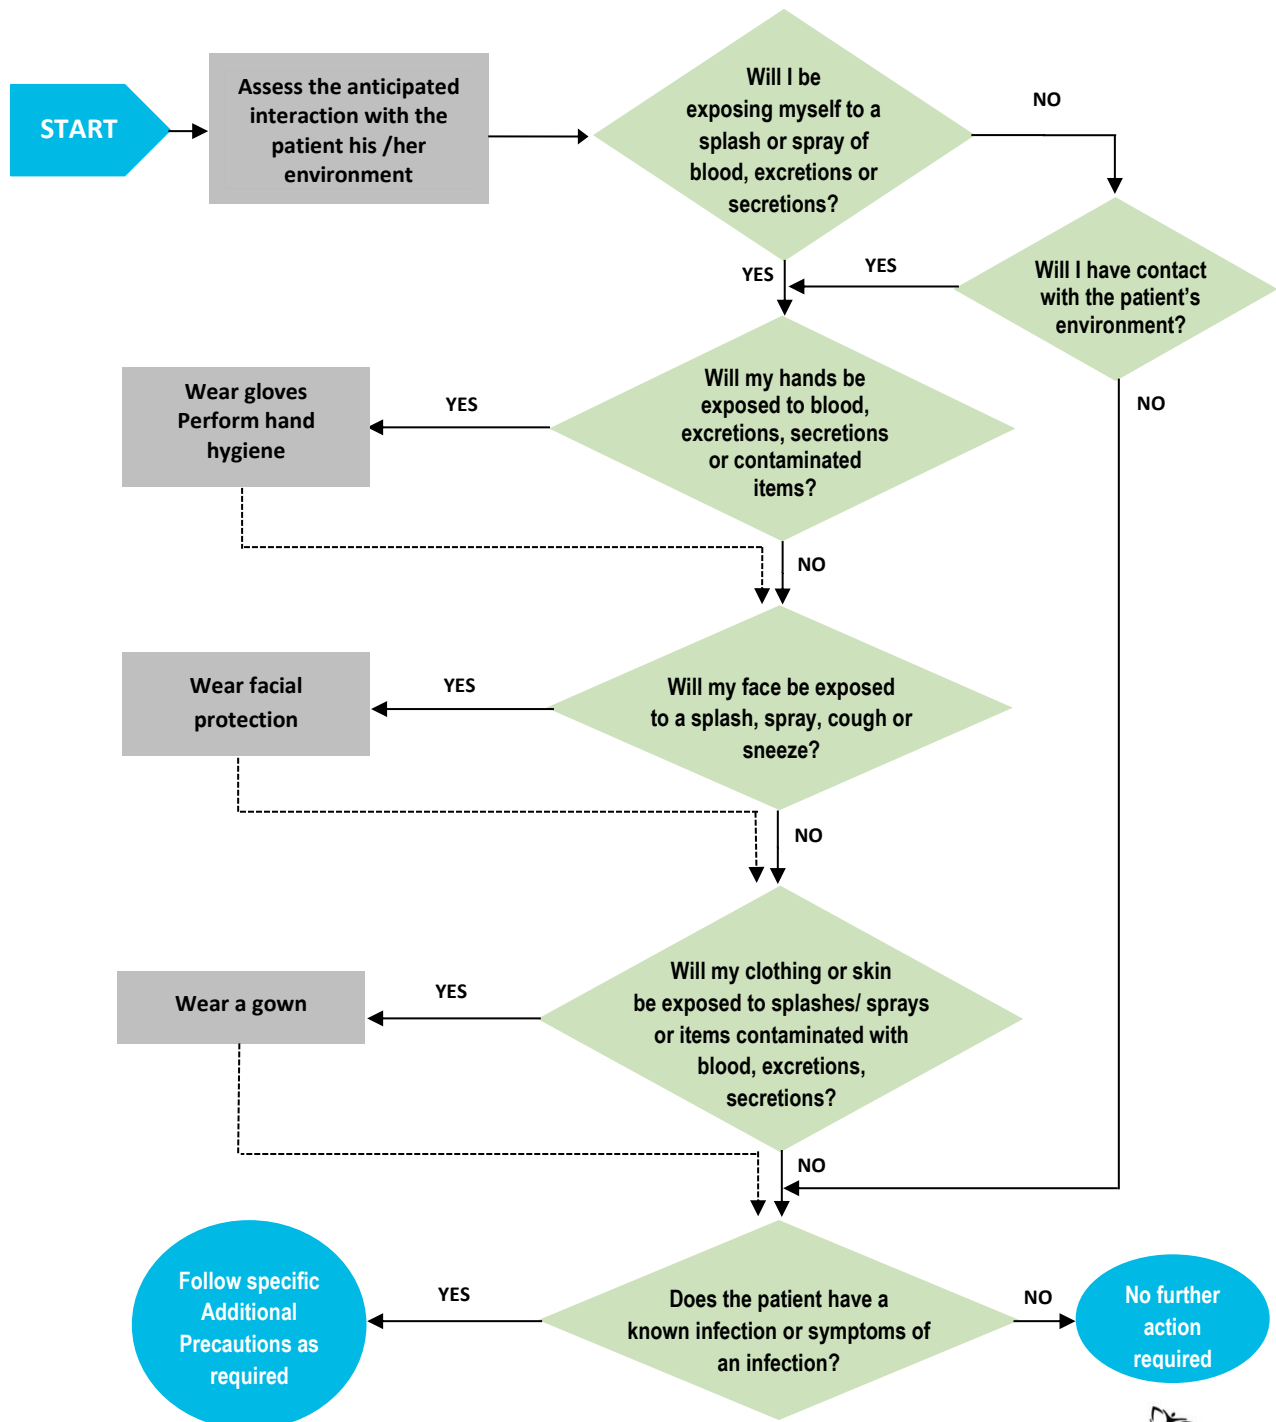 START
Assess the anticipated
interaction with the
patient his /her
environment
Will I be
exposing myself to a
splash or spray of
blood, excretions or
secretions?
NO
YES
YES
Will I have contact
with the patient’s
environment?
NO
Will my hands be
exposed to blood,
excretions, secretions
or contaminated
items?
YES
Wear gloves
Perform hand
hygiene
NO
Will my face be exposed
to a splash, spray, cough or
sneeze?
YES
Wear facial
protection
NO
Will my clothing or skin
be exposed to splashes/ sprays
or items contaminated with
blood, excretions,
secretions?
YES
Wear a gown
NO
Does the patient have a
known infection or symptoms of
an infection?
YES
Follow specific
Additional
Precautions as
required
NO
No further
action
required